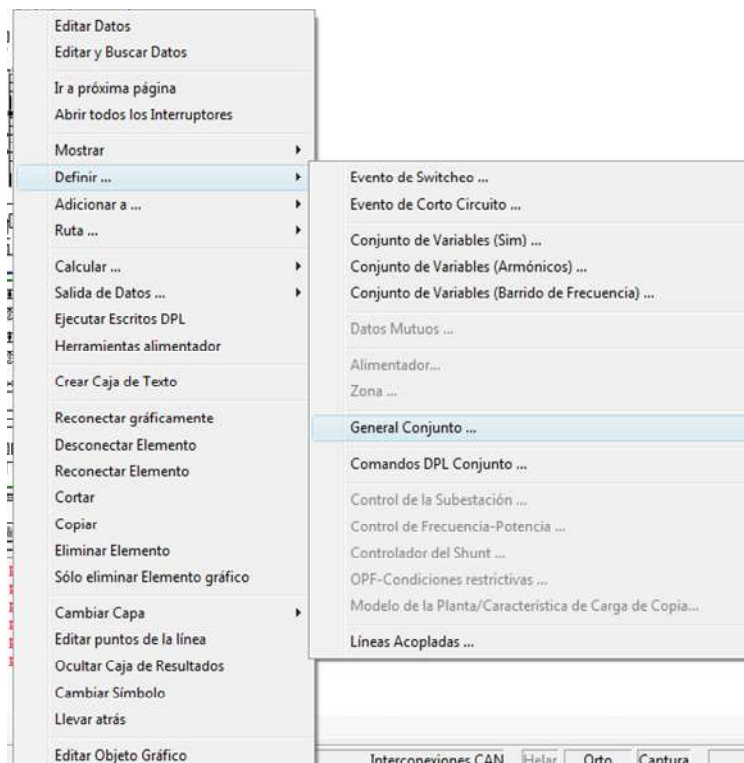 Editar Datos
Editar y Buscar Datos
Ir a próxima página
Abrir todos los Interruptores
Mostrar
Definir ...
Adicionar a ...
Ruta ...
Calcular ...
Salida de Datos ...
Ejecutar Escritos DPL
Herramientas alimentador
Crear Caja de Texto
Reconectar gráficamente
Desconectar Elemento
Reconectar Elemento
Cortar
Copiar
Eliminar Elemento
Sólo eliminar Elemento gráfico
Cambiar Capa
Editar puntos de la línea
Ocultar Caja de Resultados
Cambiar Símbolo
Llevar atrás
Editar Objeto Gráfico
Evento de Switcheo ...
Evento de Corto Circuito ...
Conjunto de Variables (Sim) ...
Conjunto de Variables (Armónicos) ...
Conjunto de Variables (Barrido de Frecuencia) ...
Datos Mutuos ...
Alimentador...
Zona ...
General Conjunto ...
Comandos DPL Conjunto ...
Control de la Subestación ...
Control de Frecuencia-Potencia ...
Controlador del Shunt ...
OPF-Condiciones restrictivas ...
Modelo de la Planta/Característica de Carga de Copia...
Líneas Acopladas ...
Interconexiones CAN Helar Orto Captura